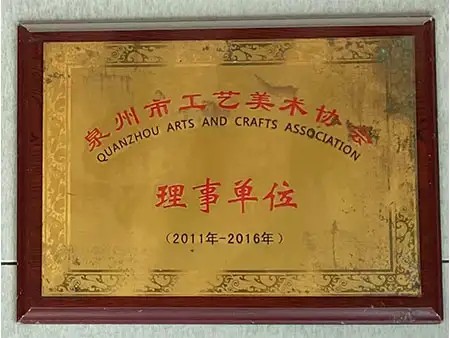 泉州市工艺美术协会
QUANZHOU ARTS AND CRAFTS ASSOCIATION
理事单位
（2011年-2016年）